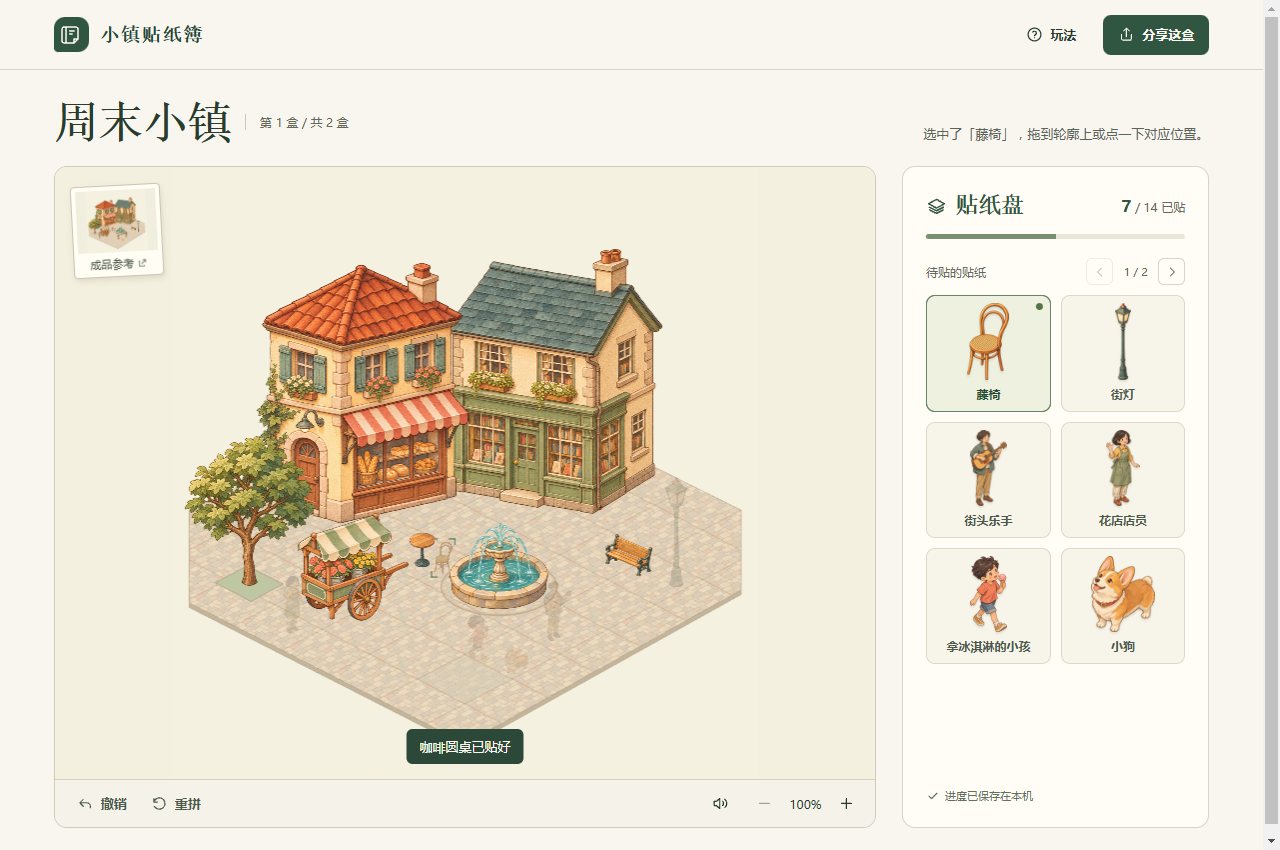 小镇贴纸簿
玩法
分享这盒
周末小镇
第 1 盒 / 共 2 盒
选中了「藤椅」，拖到轮廓上或点一下对应位置。
成品参考
贴纸盘
7 / 14 已贴
待贴的贴纸
1 / 2
藤椅
街灯
街头乐手
花店店员
拿冰淇淋的小孩
小狗
咖啡圆桌已贴好
撤销
重拼
100%
进度已保存在本机